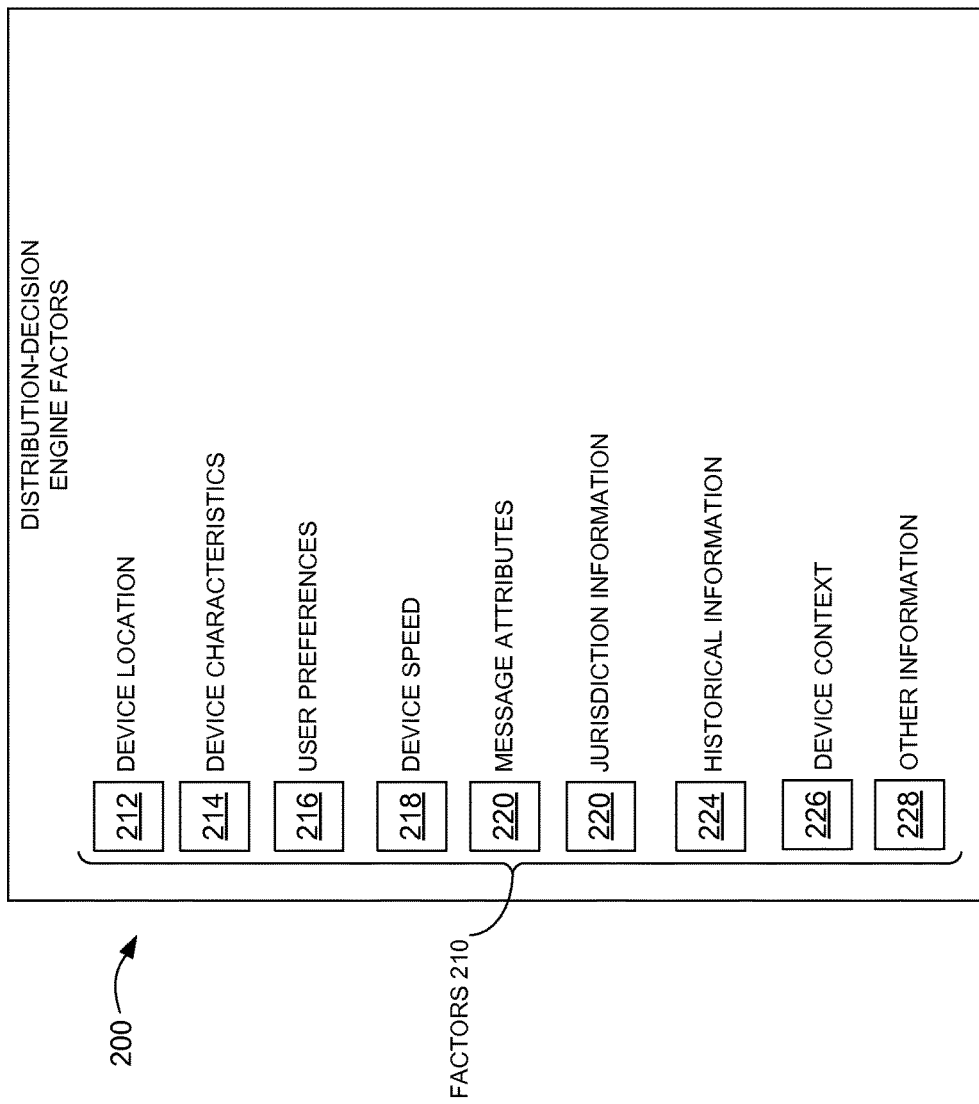 DISTRIBUTION-DECISION
ENGINE FACTORS
200
FACTORS 210
212 DEVICE LOCATION
214 DEVICE CHARACTERISTICS
216 USER PREFERENCES
218 DEVICE SPEED
220 MESSAGE ATTRIBUTES
220 JURISDICTION INFORMATION
224 HISTORICAL INFORMATION
226 DEVICE CONTEXT
228 OTHER INFORMATION